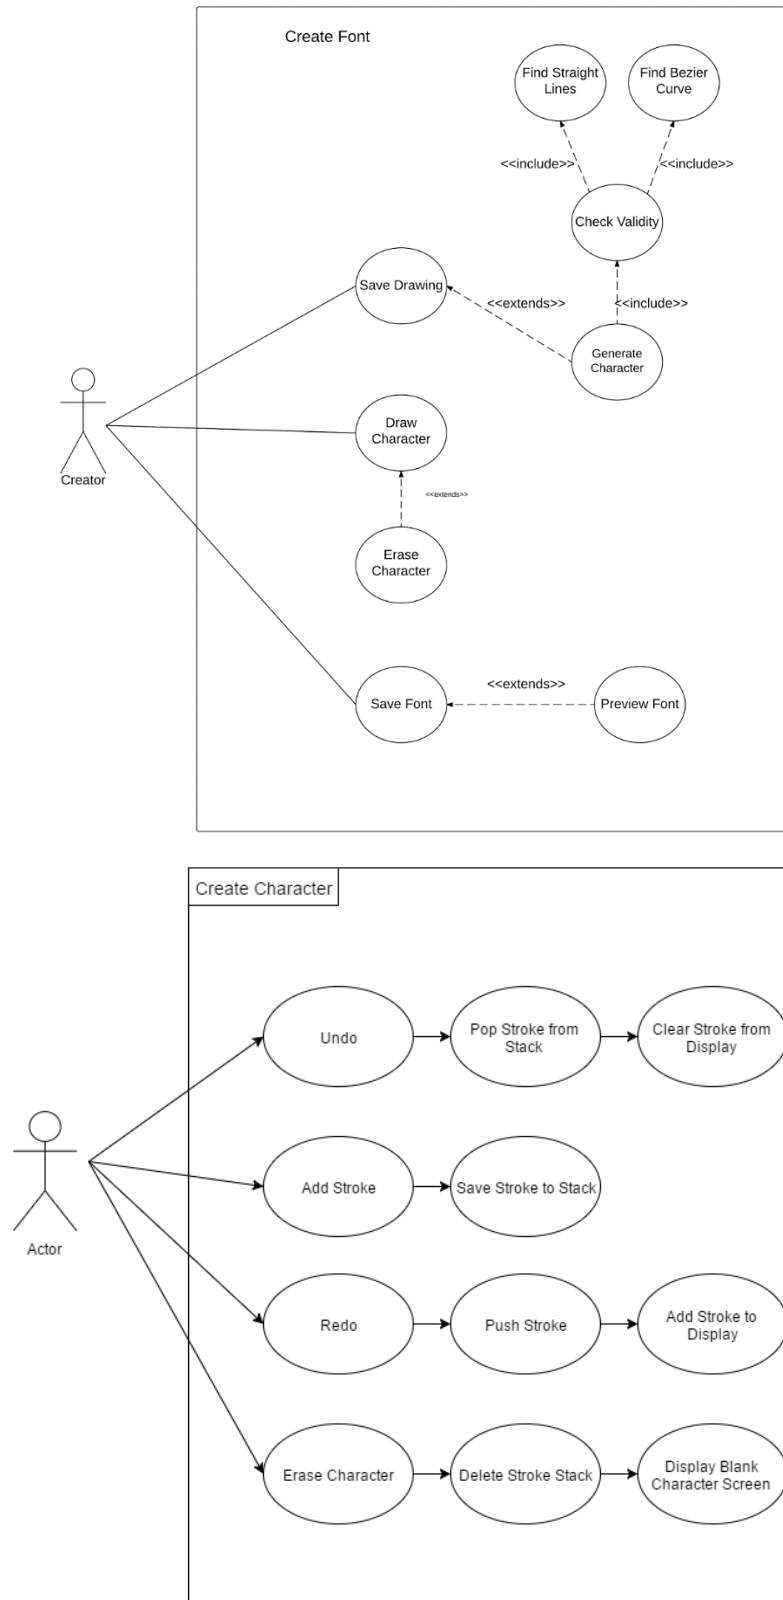 Create Font
Find Straight
Lines
Find Bezier
Curve
<<include>>
<<include>>
Check Validity
Save Drawing
<<extends>>
<<include>>
Generate
Character
Draw
Character
Creator
<<extends>>
Erase
Character
Save Font
<<extends>>
Preview Font
Create Character
Undo
Pop Stroke from
Stack
Clear Stroke from
Display
Add Stroke
Save Stroke to Stack
Actor
Redo
Push Stroke
Add Stroke to
Display
Erase Character
Delete Stroke Stack
Display Blank
Character Screen